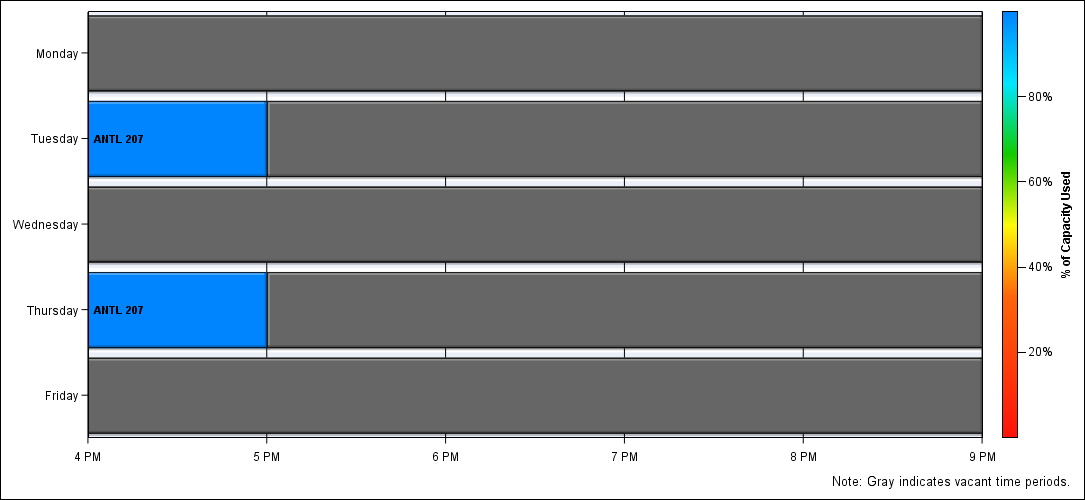 Monday
Tuesday
ANTL 207
Wednesday
Thursday
ANTL 207
Friday
4 PM
5 PM
6 PM
7 PM
8 PM
9 PM
80%
60%
40%
20%
% of Capacity Used
Note: Gray indicates vacant time periods.